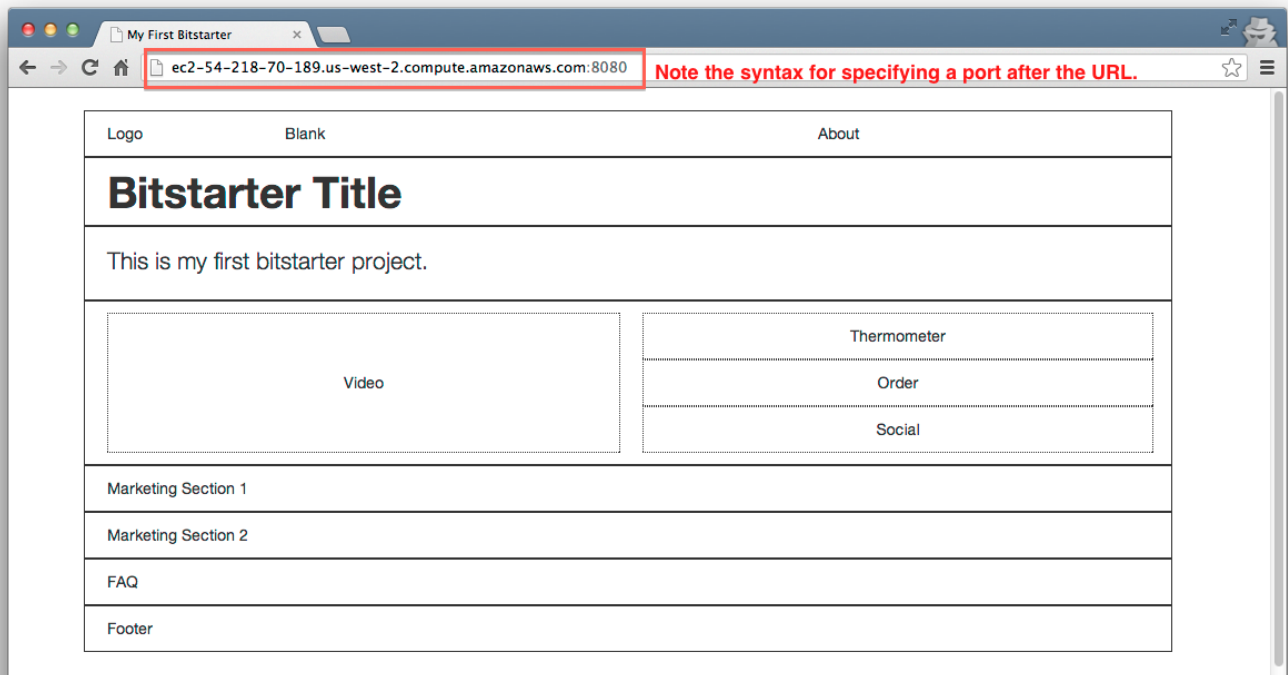 My First Bitstarter
ec2-54-218-70-189.us-west-2.compute.amazonaws.com:8080
Note the syntax for specifying a port after the URL.
Logo Blank About
Bitstarter Title
This is my first bitstarter project.
Video
Thermometer
Order
Social
Marketing Section 1
Marketing Section 2
FAQ
Footer